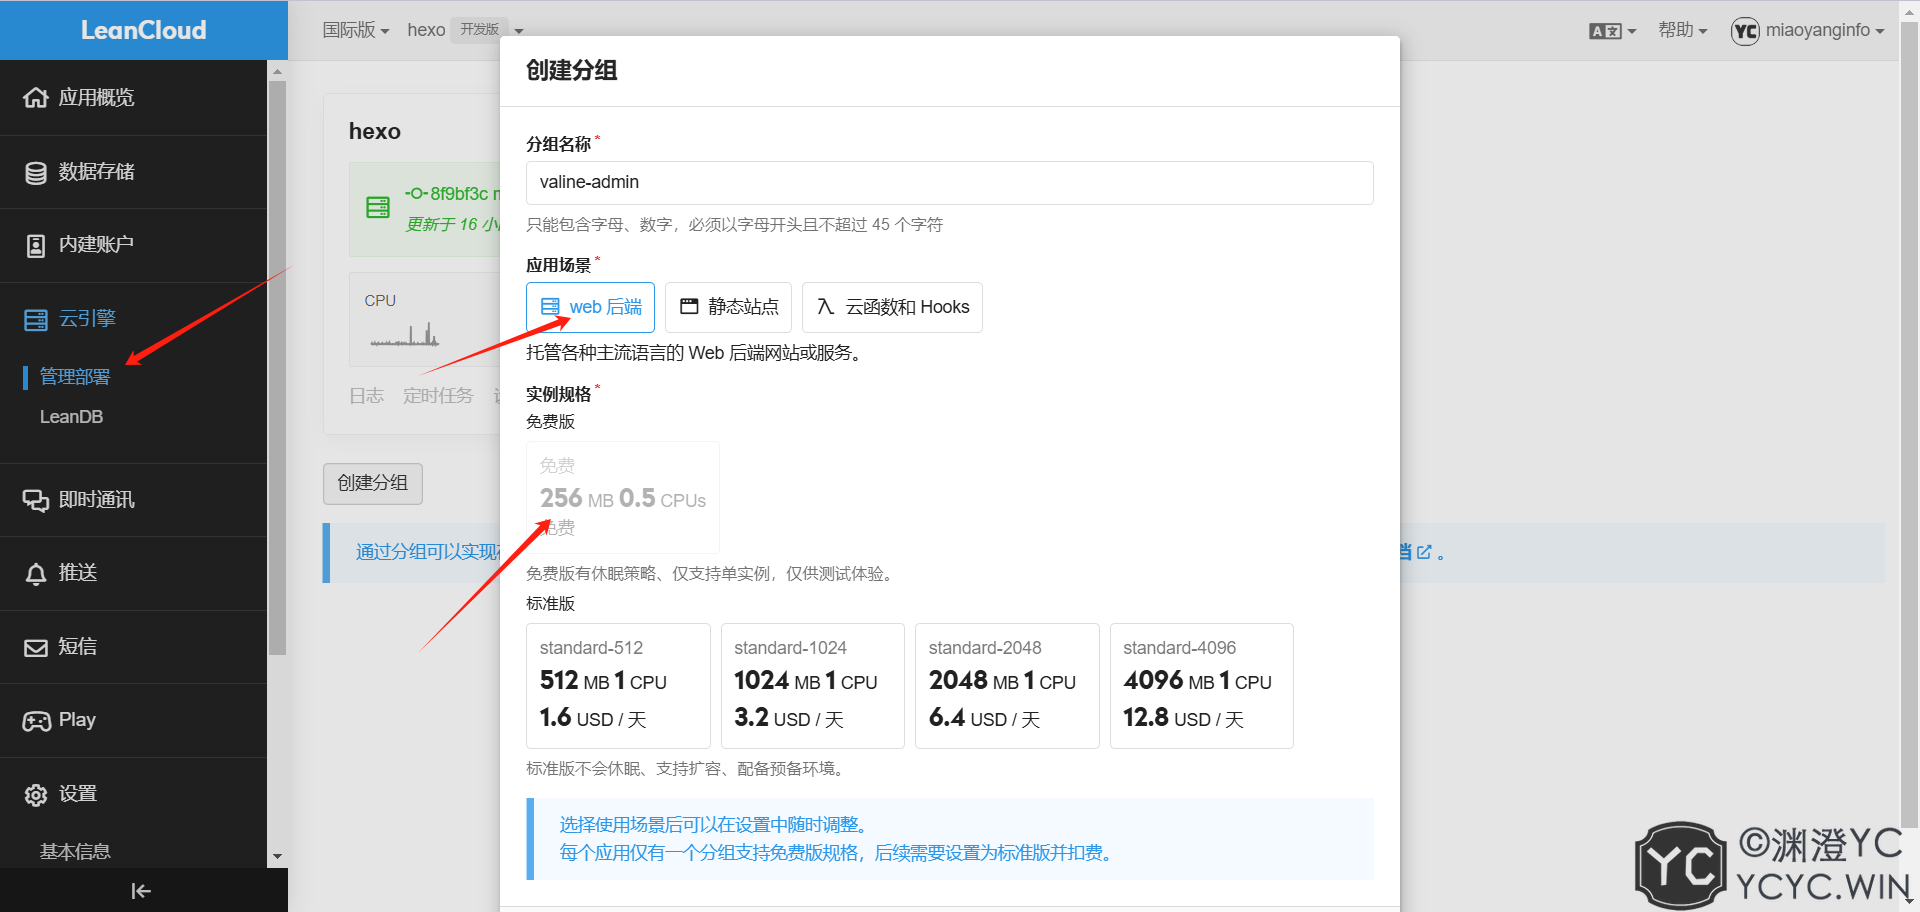 LeanCloud
国际版
hexo
开发版
帮助
YC
miaoyanginfo
应用概览
数据存储
内建账户
云引擎
管理部署
LeanDB
即时通讯
推送
短信
Play
设置
基本信息
hexo
8f9bf3c
更新于 16 小
CPU
日志
定时任务
创建分组
通过分组可以实现
档 。
创建分组
分组名称 *
valine-admin
只能包含字母、数字，必须以字母开头且不超过 45 个字符
应用场景 *
web 后端
静态站点
云函数和 Hooks
托管各种主流语言的 Web 后端网站或服务。
实例规格 *
免费版
免费
256 MB 0.5 CPUs
免费
免费版有休眠策略、仅支持单实例，仅供测试体验。
标准版
standard-512
512 MB 1 CPU
1.6 USD / 天
standard-1024
1024 MB 1 CPU
3.2 USD / 天
standard-2048
2048 MB 1 CPU
6.4 USD / 天
standard-4096
4096 MB 1 CPU
12.8 USD / 天
标准版不会休眠、支持扩容、配备预备环境。
选择使用场景后可以在设置中随时调整。
每个应用仅有一个分组支持免费版规格，后续需要设置为标准版并扣费。
YC
©渊澄YC
YCYC.WIN